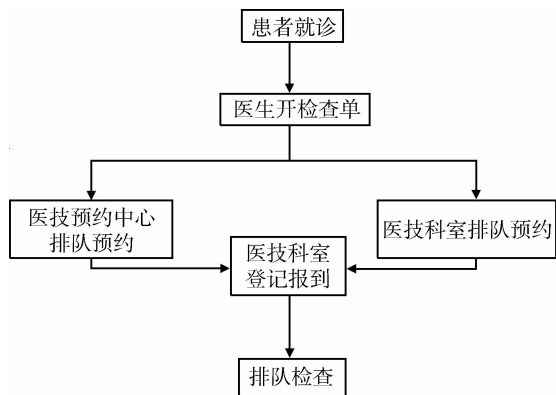 患者就诊
医生开检查单
医技预约中心
排队预约
医技科室排队预约
医技科室
登记报到
排队检查